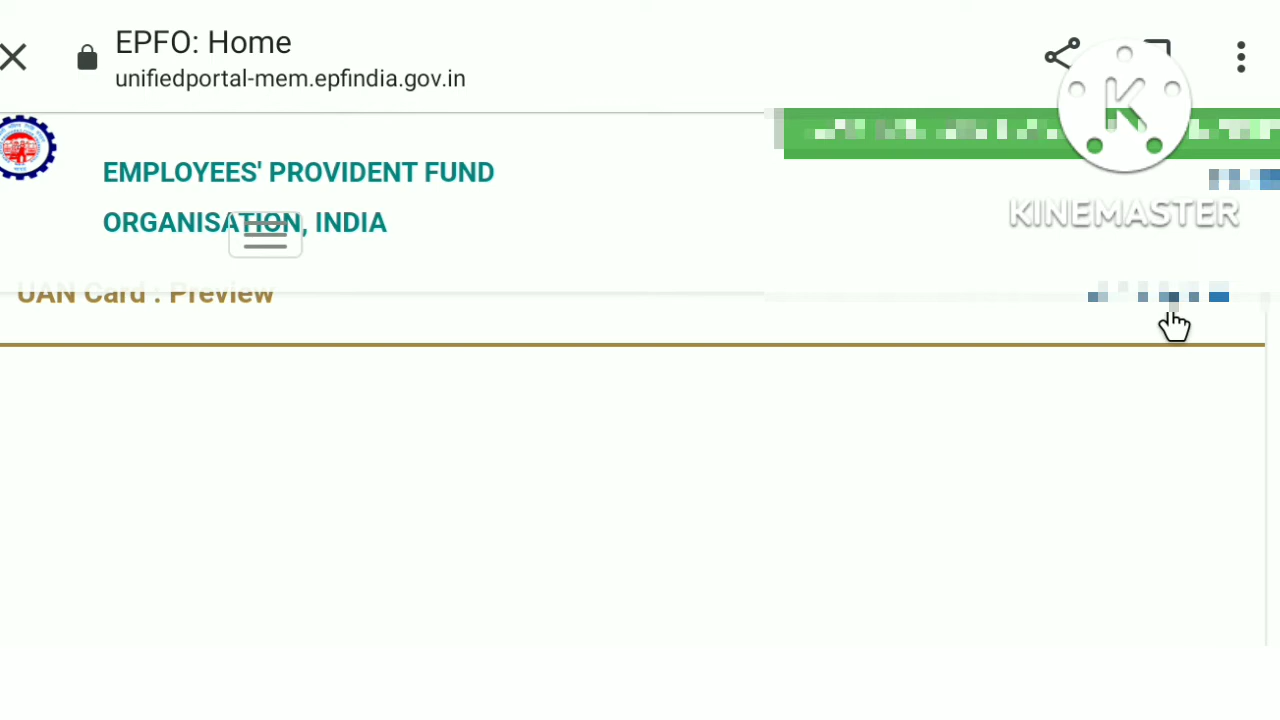 EPFO: Home
unifiedportal-mem.epfindia.gov.in
EMPLOYEES' PROVIDENT FUND
ORGANISATION, INDIA
KINEMASTER
UAN Card : Preview